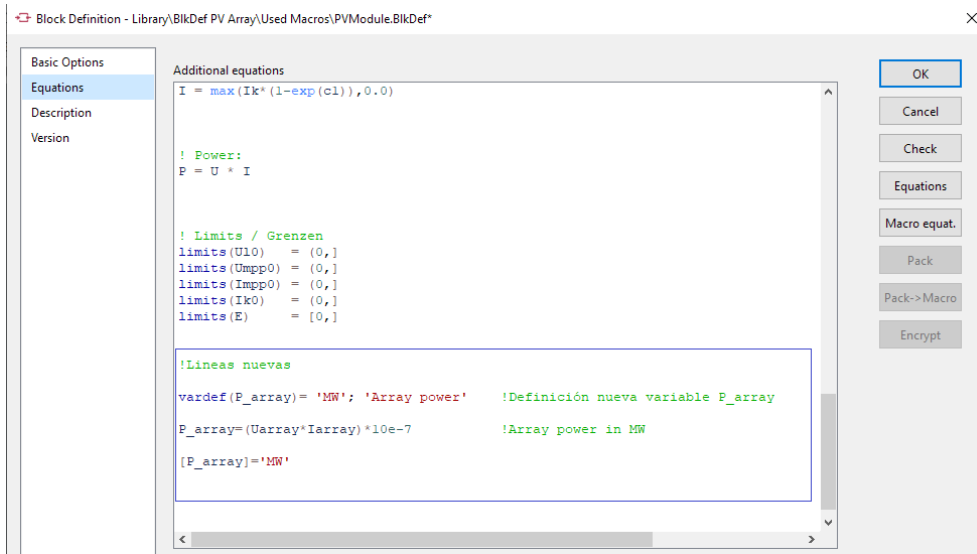 Block Definition - Library\BlkDef PV Array\Used Macros\PVModule.BlkDef*
Basic Options
Equations
Description
Version
Additional equations
I = max(Ik*(1-exp(c1)),0.0)
! Power:
P = U * I
! Limits / Grenzen
limits(Ul0) = (0,]
limits(Umpp0) = (0,]
limits(Impp0) = (0,]
limits(Ik0) = (0,]
limits(E) = [0,]
!Lineas nuevas
vardef(P_array)= 'MW'; 'Array power' !Definición nueva variable P_array
P_array=(Uarray*Iarray)*10e-7 !Array power in MW
[P_array]='MW'
OK
Cancel
Check
Equations
Macro equat.
Pack
Pack->Macro
Encrypt